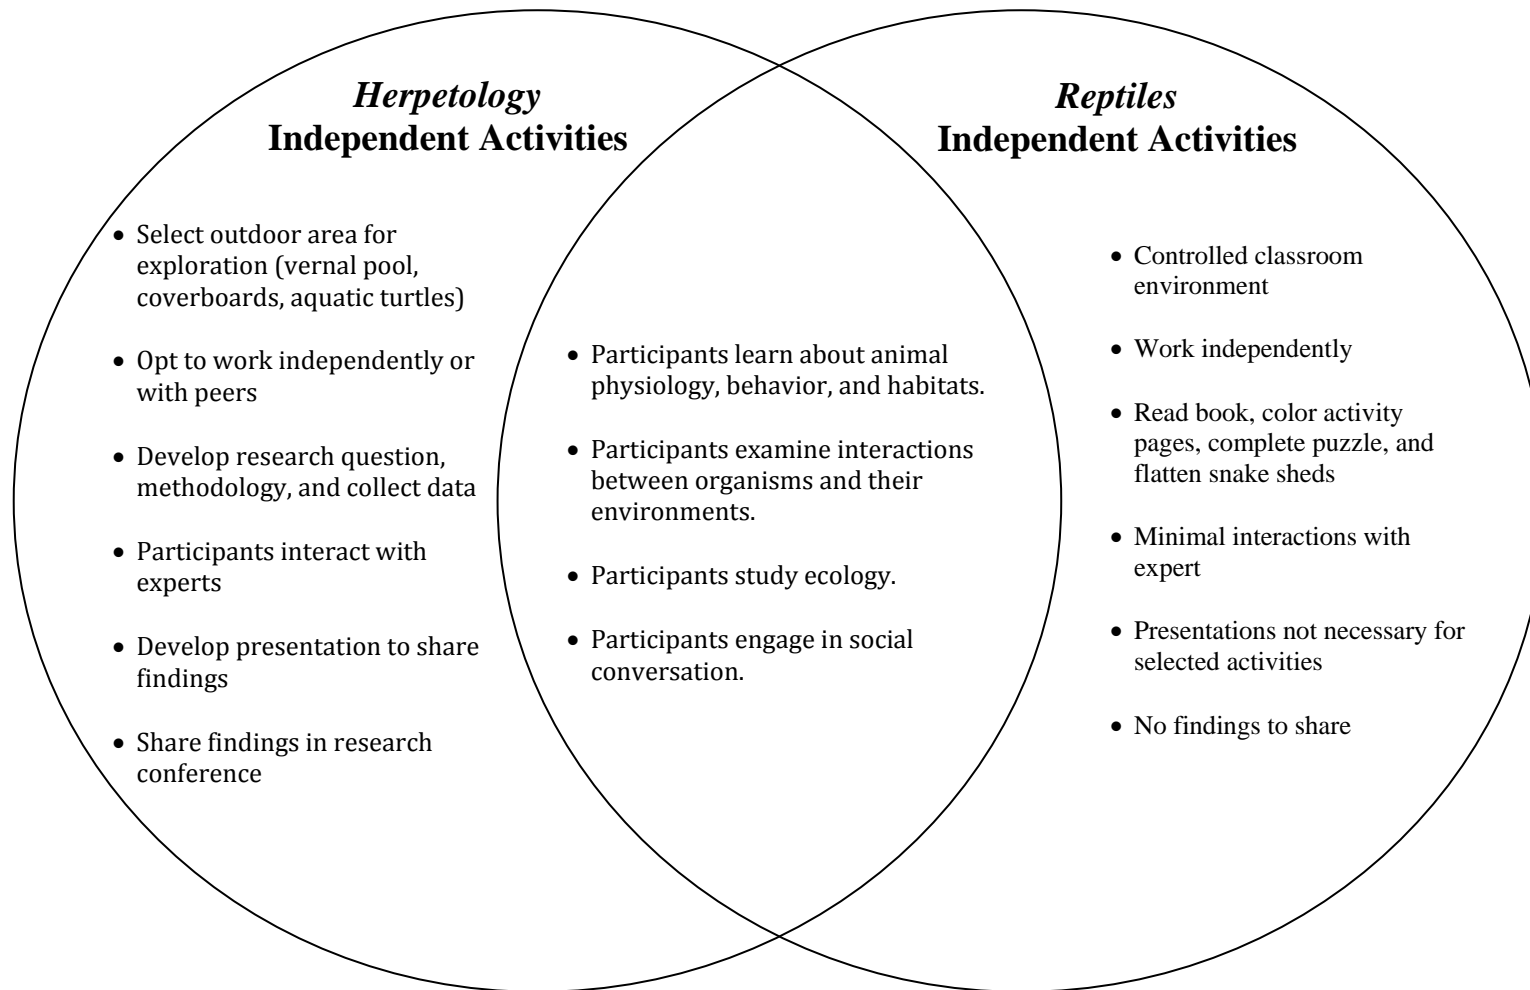 Herpetology
Independent Activities
• Select outdoor area for
exploration (vernal pool,
coverboards, aquatic turtles)
• Opt to work independently or
with peers
• Develop research question,
methodology, and collect data
• Participants interact with
experts
• Develop presentation to share
findings
• Share findings in research
conference
• Participants learn about animal
physiology, behavior, and habitats.
• Participants examine interactions
between organisms and their
environments.
• Participants study ecology.
• Participants engage in social
conversation.
Reptiles
Independent Activities
• Controlled classroom
environment
• Work independently
• Read book, color activity
pages, complete puzzle, and
flatten snake sheds
• Minimal interactions with
expert
• Presentations not necessary for
selected activities
• No findings to share